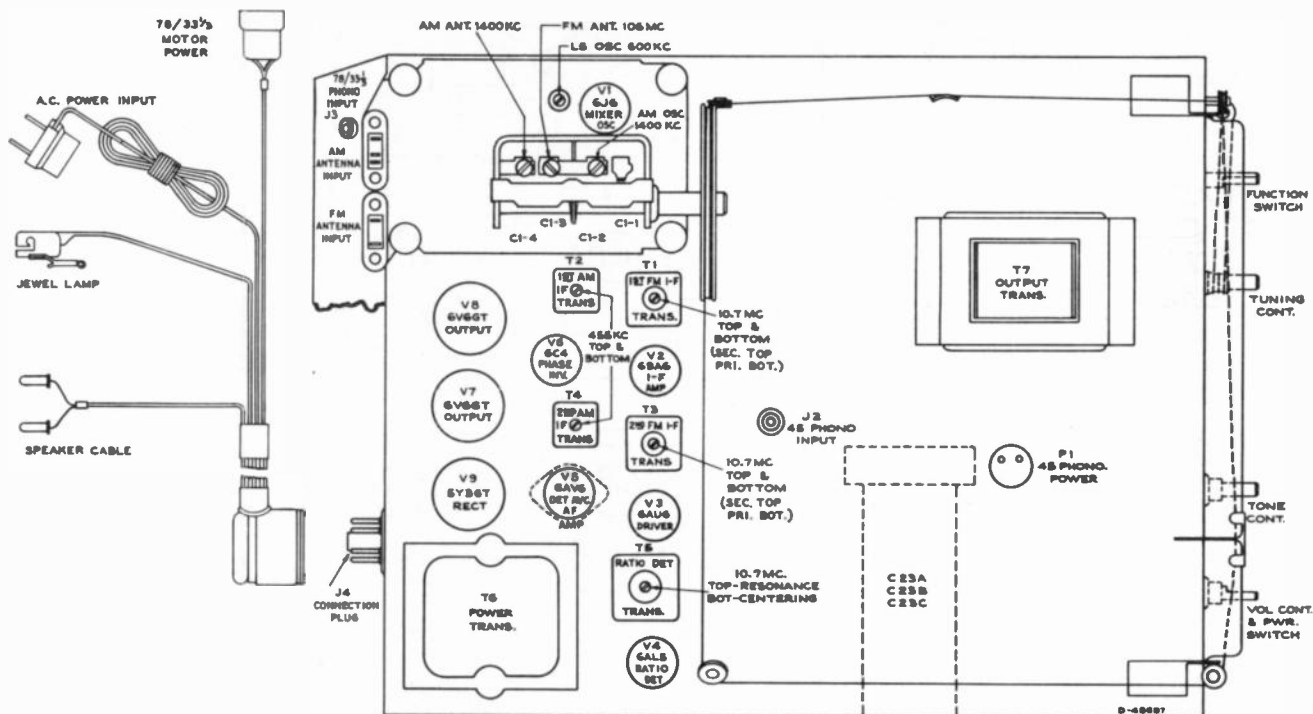 78/33⅓
MOTOR
POWER
A.C. POWER INPUT
JEWEL LAMP
SPEAKER CABLE
78/33⅓
PHONO
INPUT
J3
AM
ANTENNA
INPUT
FM
ANTENNA
INPUT
AM ANT. 1400KC
FM ANT. 106MC
L8 OSC 600KC
V1
6J6
MIXER
OSC
AM OSC
1400 KC
C1-4
C1-3
C1-2
C1-1
T2
1ST AM
IF
TRANS
T1
1ST FM I-F
TRANS.
10.7 MC
TOP &
BOTTOM
(SEC. TOP
PRI. BOT.)
455KC
TOP &
BOTTOM
V8
6V6GT
OUTPUT
V6
6C4
PHASE
INV.
V2
6BA6
I-F
AMP
V7
6V6GT
OUTPUT
T4
2ND AM
IF
TRANS
T3
2ND FM I-F
TRANS.
10.7MC
TOP &
BOTTOM
(SEC. TOP
PRI. BOT.)
V9
5Y3GT
RECT
V5
6AV6
DET AVC
AF
AMP
V3
6AU6
DRIVER
T5
RATIO DET
TRANS.
10.7MC.
TOP-RESONANCE
BOT-CENTERING
V4
6AL5
RATIO
DET
J4
CONNECTION
PLUG
T6
POWER
TRANS.
T7
OUTPUT
TRANS.
J2
45 PHONO
INPUT
P1
45 PHONO.
POWER
C23A
C23B
C23C
FUNCTION
SWITCH
TUNING
CONT.
TONE
CONT.
VOL CONT.
& PWR.
SWITCH